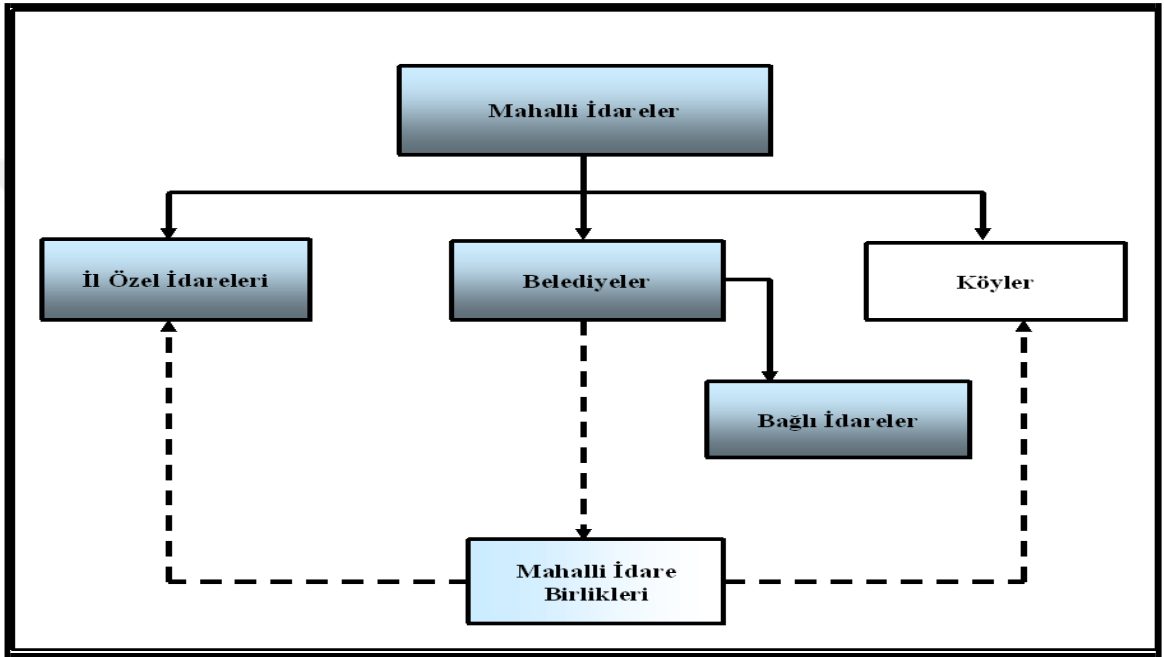 Mahalli İdareler
İl Özel İdareleri
Belediyeler
Köyler
Bağlı İdareler
Mahalli İdare
Birlikleri